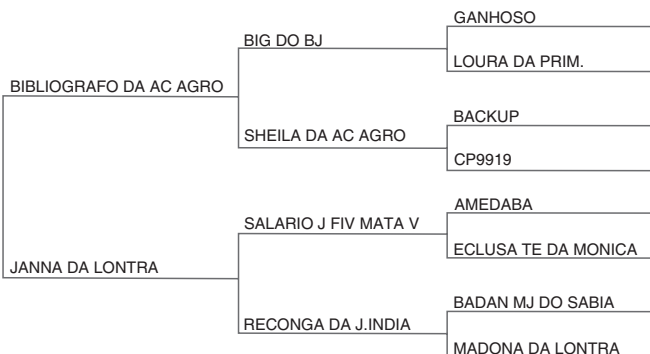 GANHOSO
BIG DO BJ
LOURA DA PRIM.
BIBLIOGRAFO DA AC AGRO
BACKUP
SHEILA DA AC AGRO
CP9919
AMEDABA
SALARIO J FIV MATA V
ECLUSA TE DA MONICA
JANNA DA LONTRA
BADAN MJ DO SABIA
RECONGA DA J.INDIA
MADONA DA LONTRA